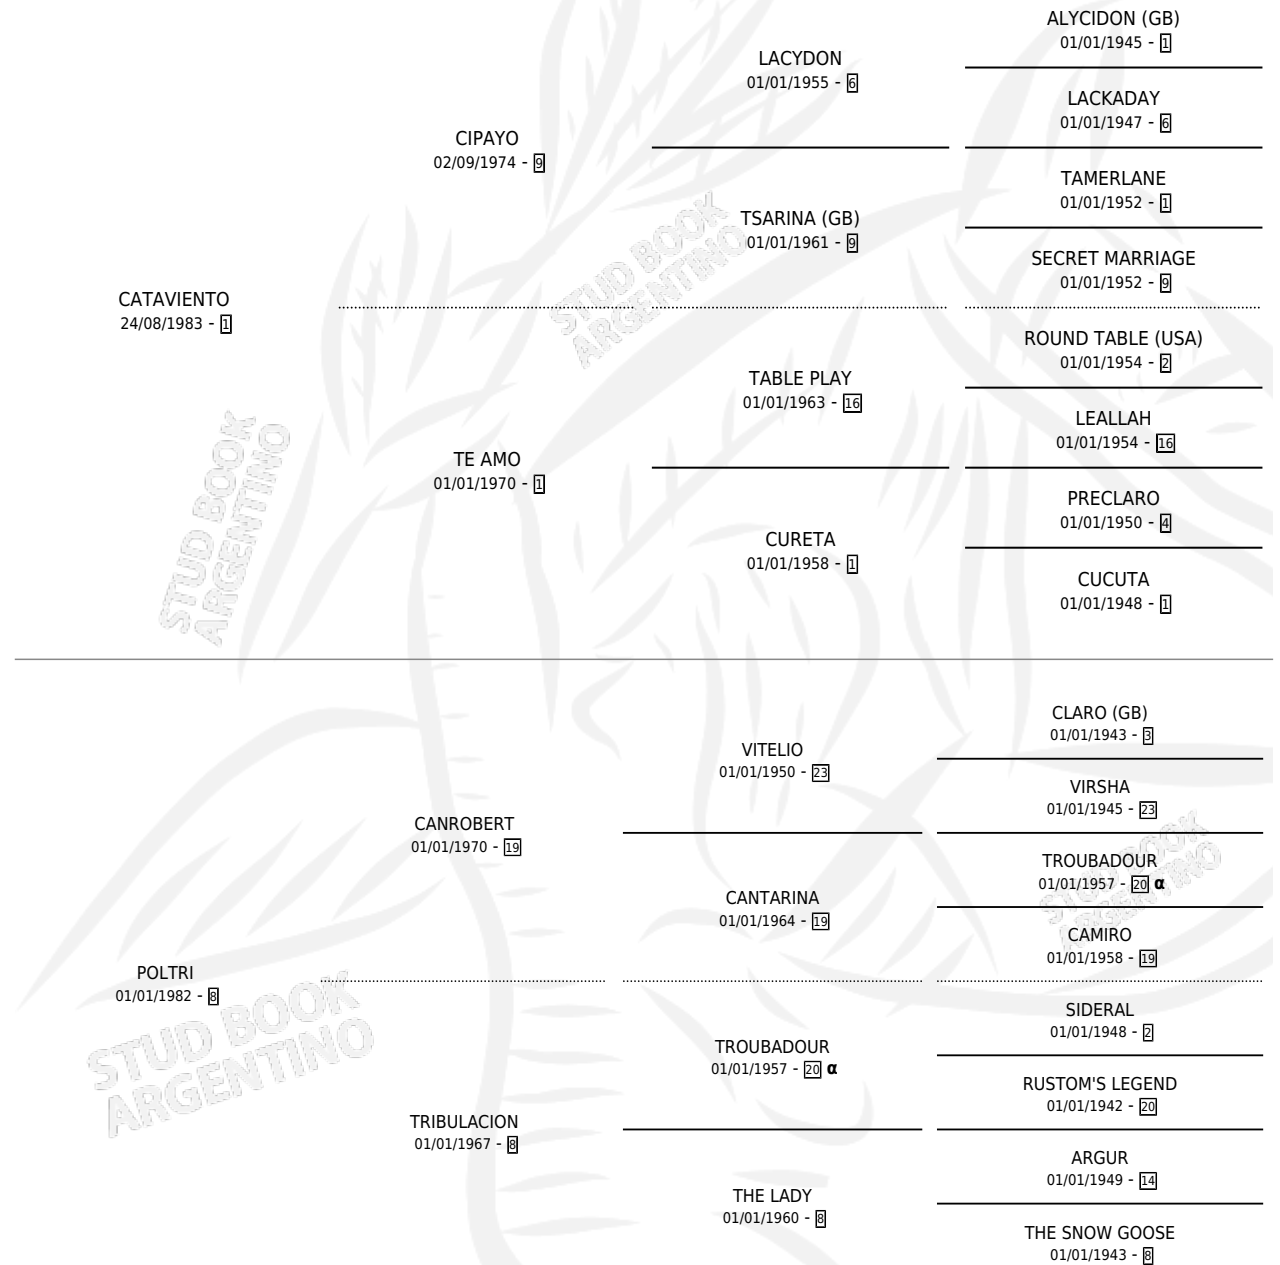 ALYCIDON (GB)
01/01/1945 - 1
LACYDON
01/01/1955 - 6
LACKADAY
01/01/1947 - 6
CIPAYO
02/09/1974 - 9
TAMERLANE
01/01/1952 - 1
TSARINA (GB)
01/01/1961 - 9
SECRET MARRIAGE
01/01/1952 - 9
CATAVIENTO
24/08/1983 - 1
ROUND TABLE (USA)
01/01/1954 - 2
TABLE PLAY
01/01/1963 - 16
LEALLAH
01/01/1954 - 16
TE AMO
01/01/1970 - 1
PRECLARO
01/01/1950 - 4
CURETA
01/01/1958 - 1
CUCUTA
01/01/1948 - 1
CLARO (GB)
01/01/1943 - 3
VITELIO
01/01/1950 - 23
VIRSHA
01/01/1945 - 23
CANROBERT
01/01/1970 - 19
TROUBADOUR
01/01/1957 - 20 α
CANTARINA
01/01/1964 - 19
CAMIRO
01/01/1958 - 19
POLTRI
01/01/1982 - 8
SIDERAL
01/01/1948 - 2
TROUBADOUR
01/01/1957 - 20 α
RUSTOM'S LEGEND
01/01/1942 - 20
TRIBULACION
01/01/1967 - 8
ARGUR
01/01/1949 - 14
THE LADY
01/01/1960 - 8
THE SNOW GOOSE
01/01/1943 - 8
STUD BOOK
ARGENTINO
STUD BOOK
ARGENTINO
STUD BOOK
ARGENTINO
STUD BOOK
ARGENTINO